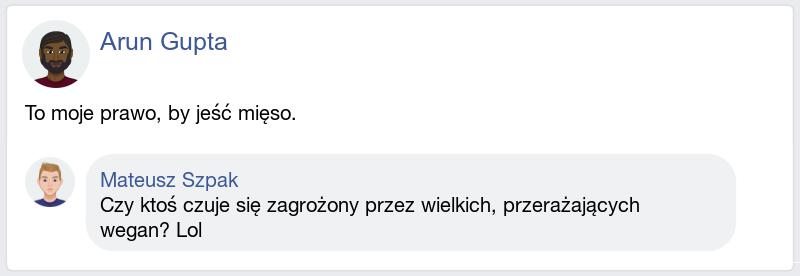 Arun Gupta
To moje prawo, by jeść mięso.
Mateusz Szpak
Czy ktoś czuje się zagrożony przez wielkich, przerażających
wegan? Lol